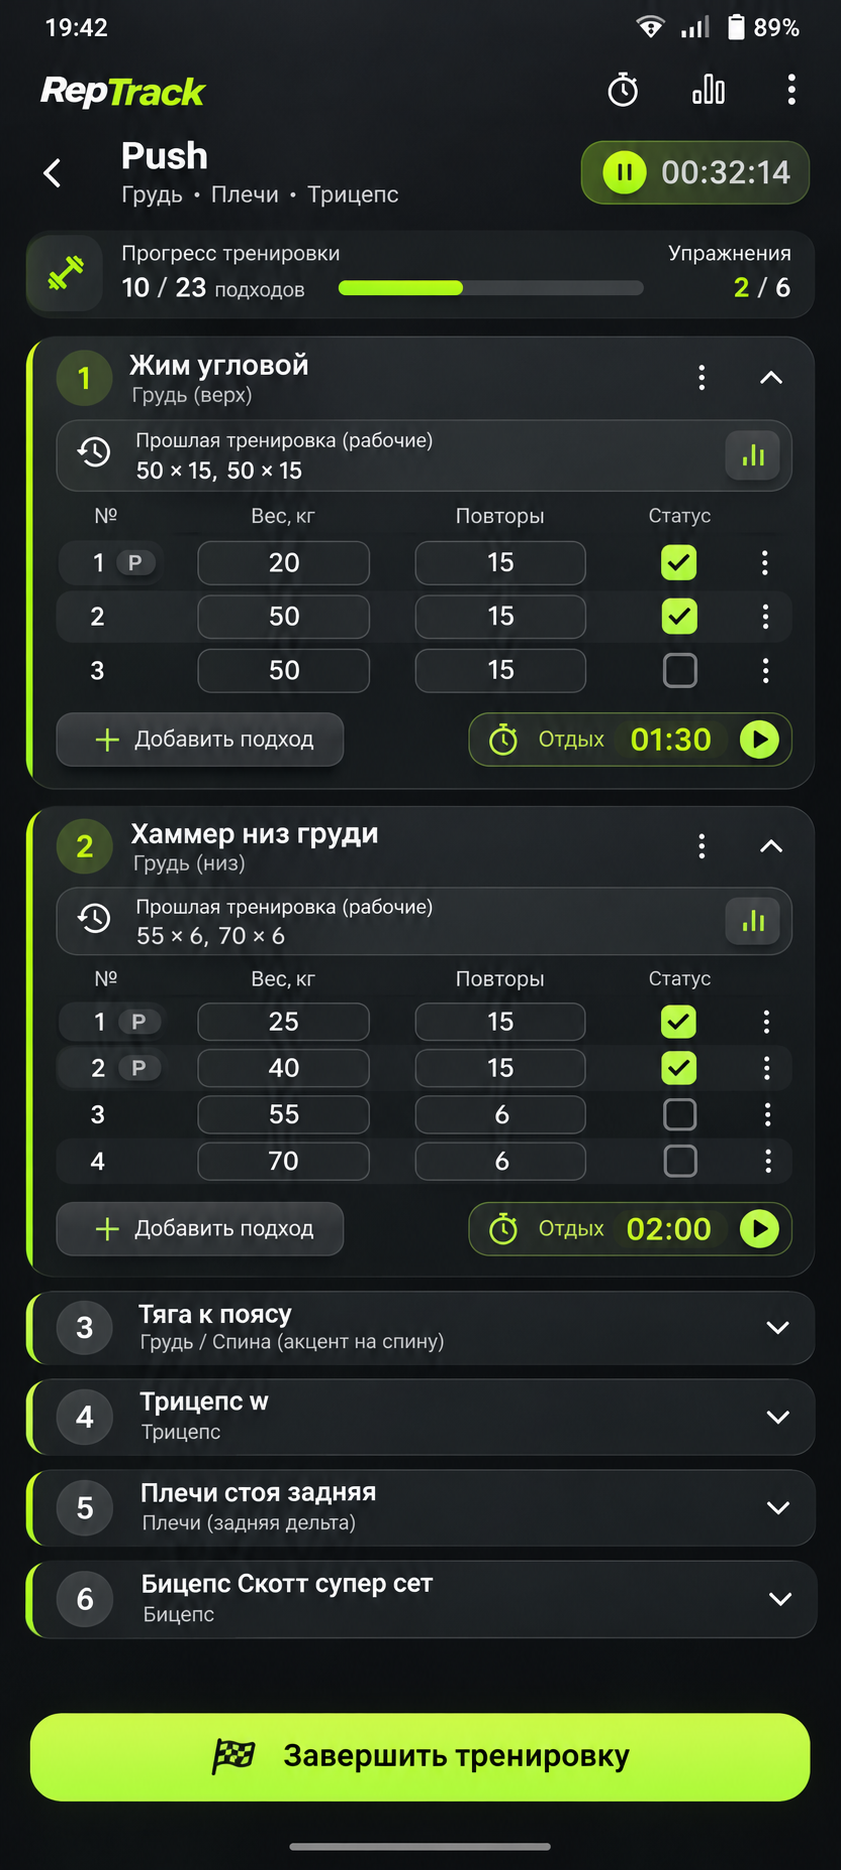 19:42
89%
RepTrack
Push
00:32:14
Грудь • Плечи • Трицепс
Прогресс тренировки
Упражнения
10 / 23 подходов
2 / 6
1
Жим угловой
Грудь (верх)
Прошлая тренировка (рабочие)
50 × 15, 50 × 15
№ Вес, кг Повторы Статус
1 P 20 15
2 50 15
3 50 15
Добавить подход
Отдых 01:30
2
Хаммер низ груди
Грудь (низ)
Прошлая тренировка (рабочие)
55 × 6, 70 × 6
№ Вес, кг Повторы Статус
1 P 25 15
2 P 40 15
3 55 6
4 70 6
Добавить подход
Отдых 02:00
3
Тяга к поясу
Грудь / Спина (акцент на спину)
4
Трицепс w
Трицепс
5
Плечи стоя задняя
Плечи (задняя дельта)
6
Бицепс Скотт супер сет
Бицепс
Завершить тренировку